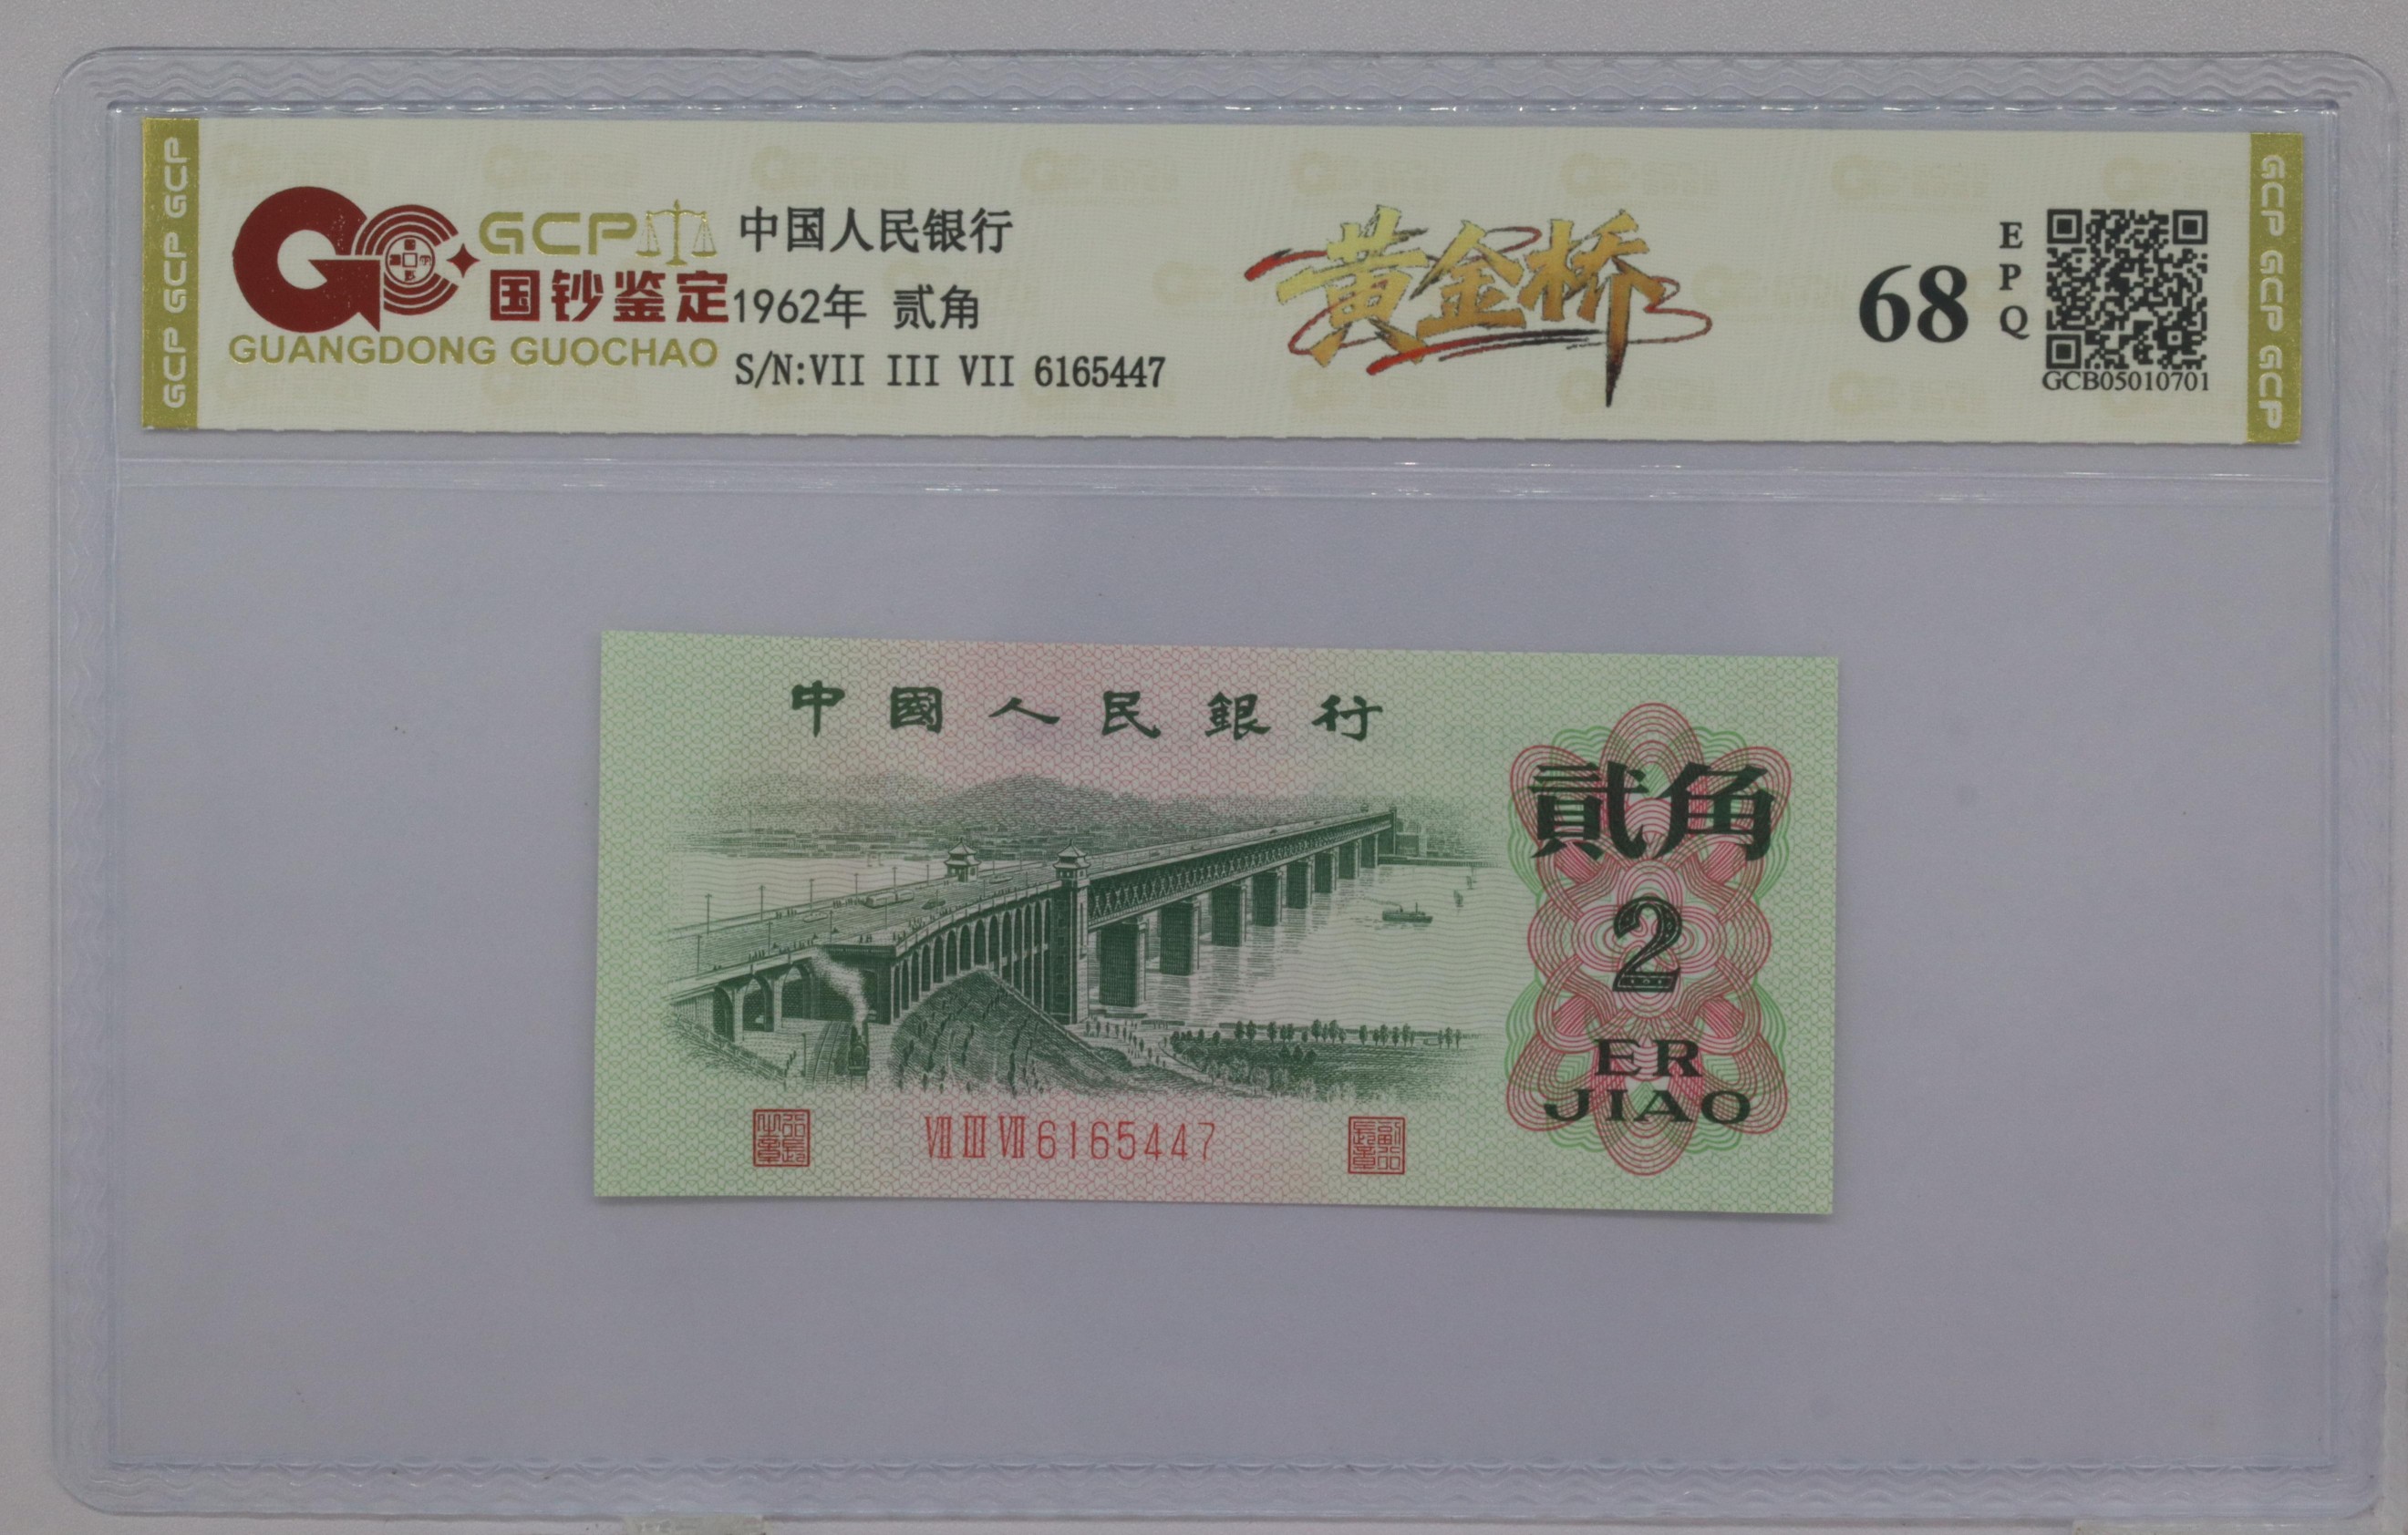 GCP GCP GCP
GCP
国钞鉴定
GUANGDONG GUOCHAO
中国人民银行
1962年 贰角
S/N:VII III VII 6165447
黄金桥
68
EPQ
GCB05010701
GCP GCP GCP
中國人民銀行
貳角
2
ER
JIAO
VII III VII 6165447